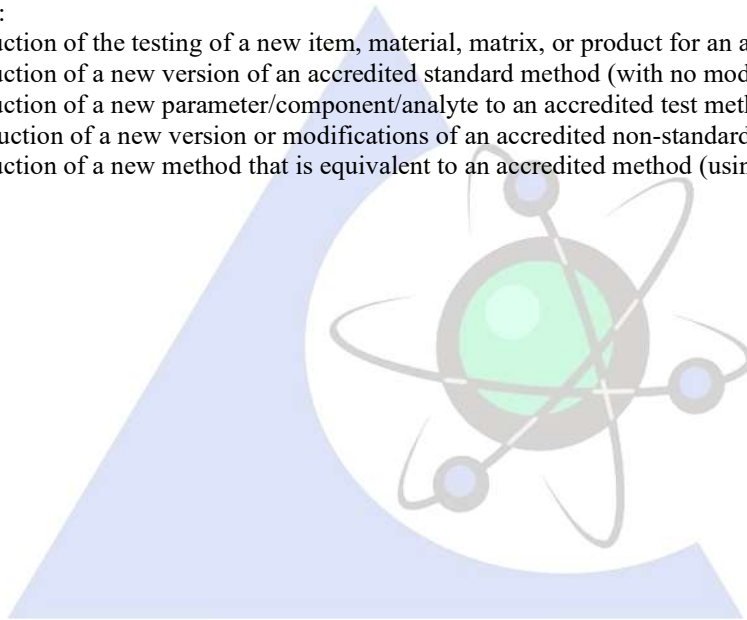 :
uction of the testing of a new item, material, matrix, or product for an a
uction of a new version of an accredited standard method (with no mod
uction of a new parameter/component/analyte to an accredited test meth
uction of a new version or modifications of an accredited non-standard
uction of a new method that is equivalent to an accredited method (usin